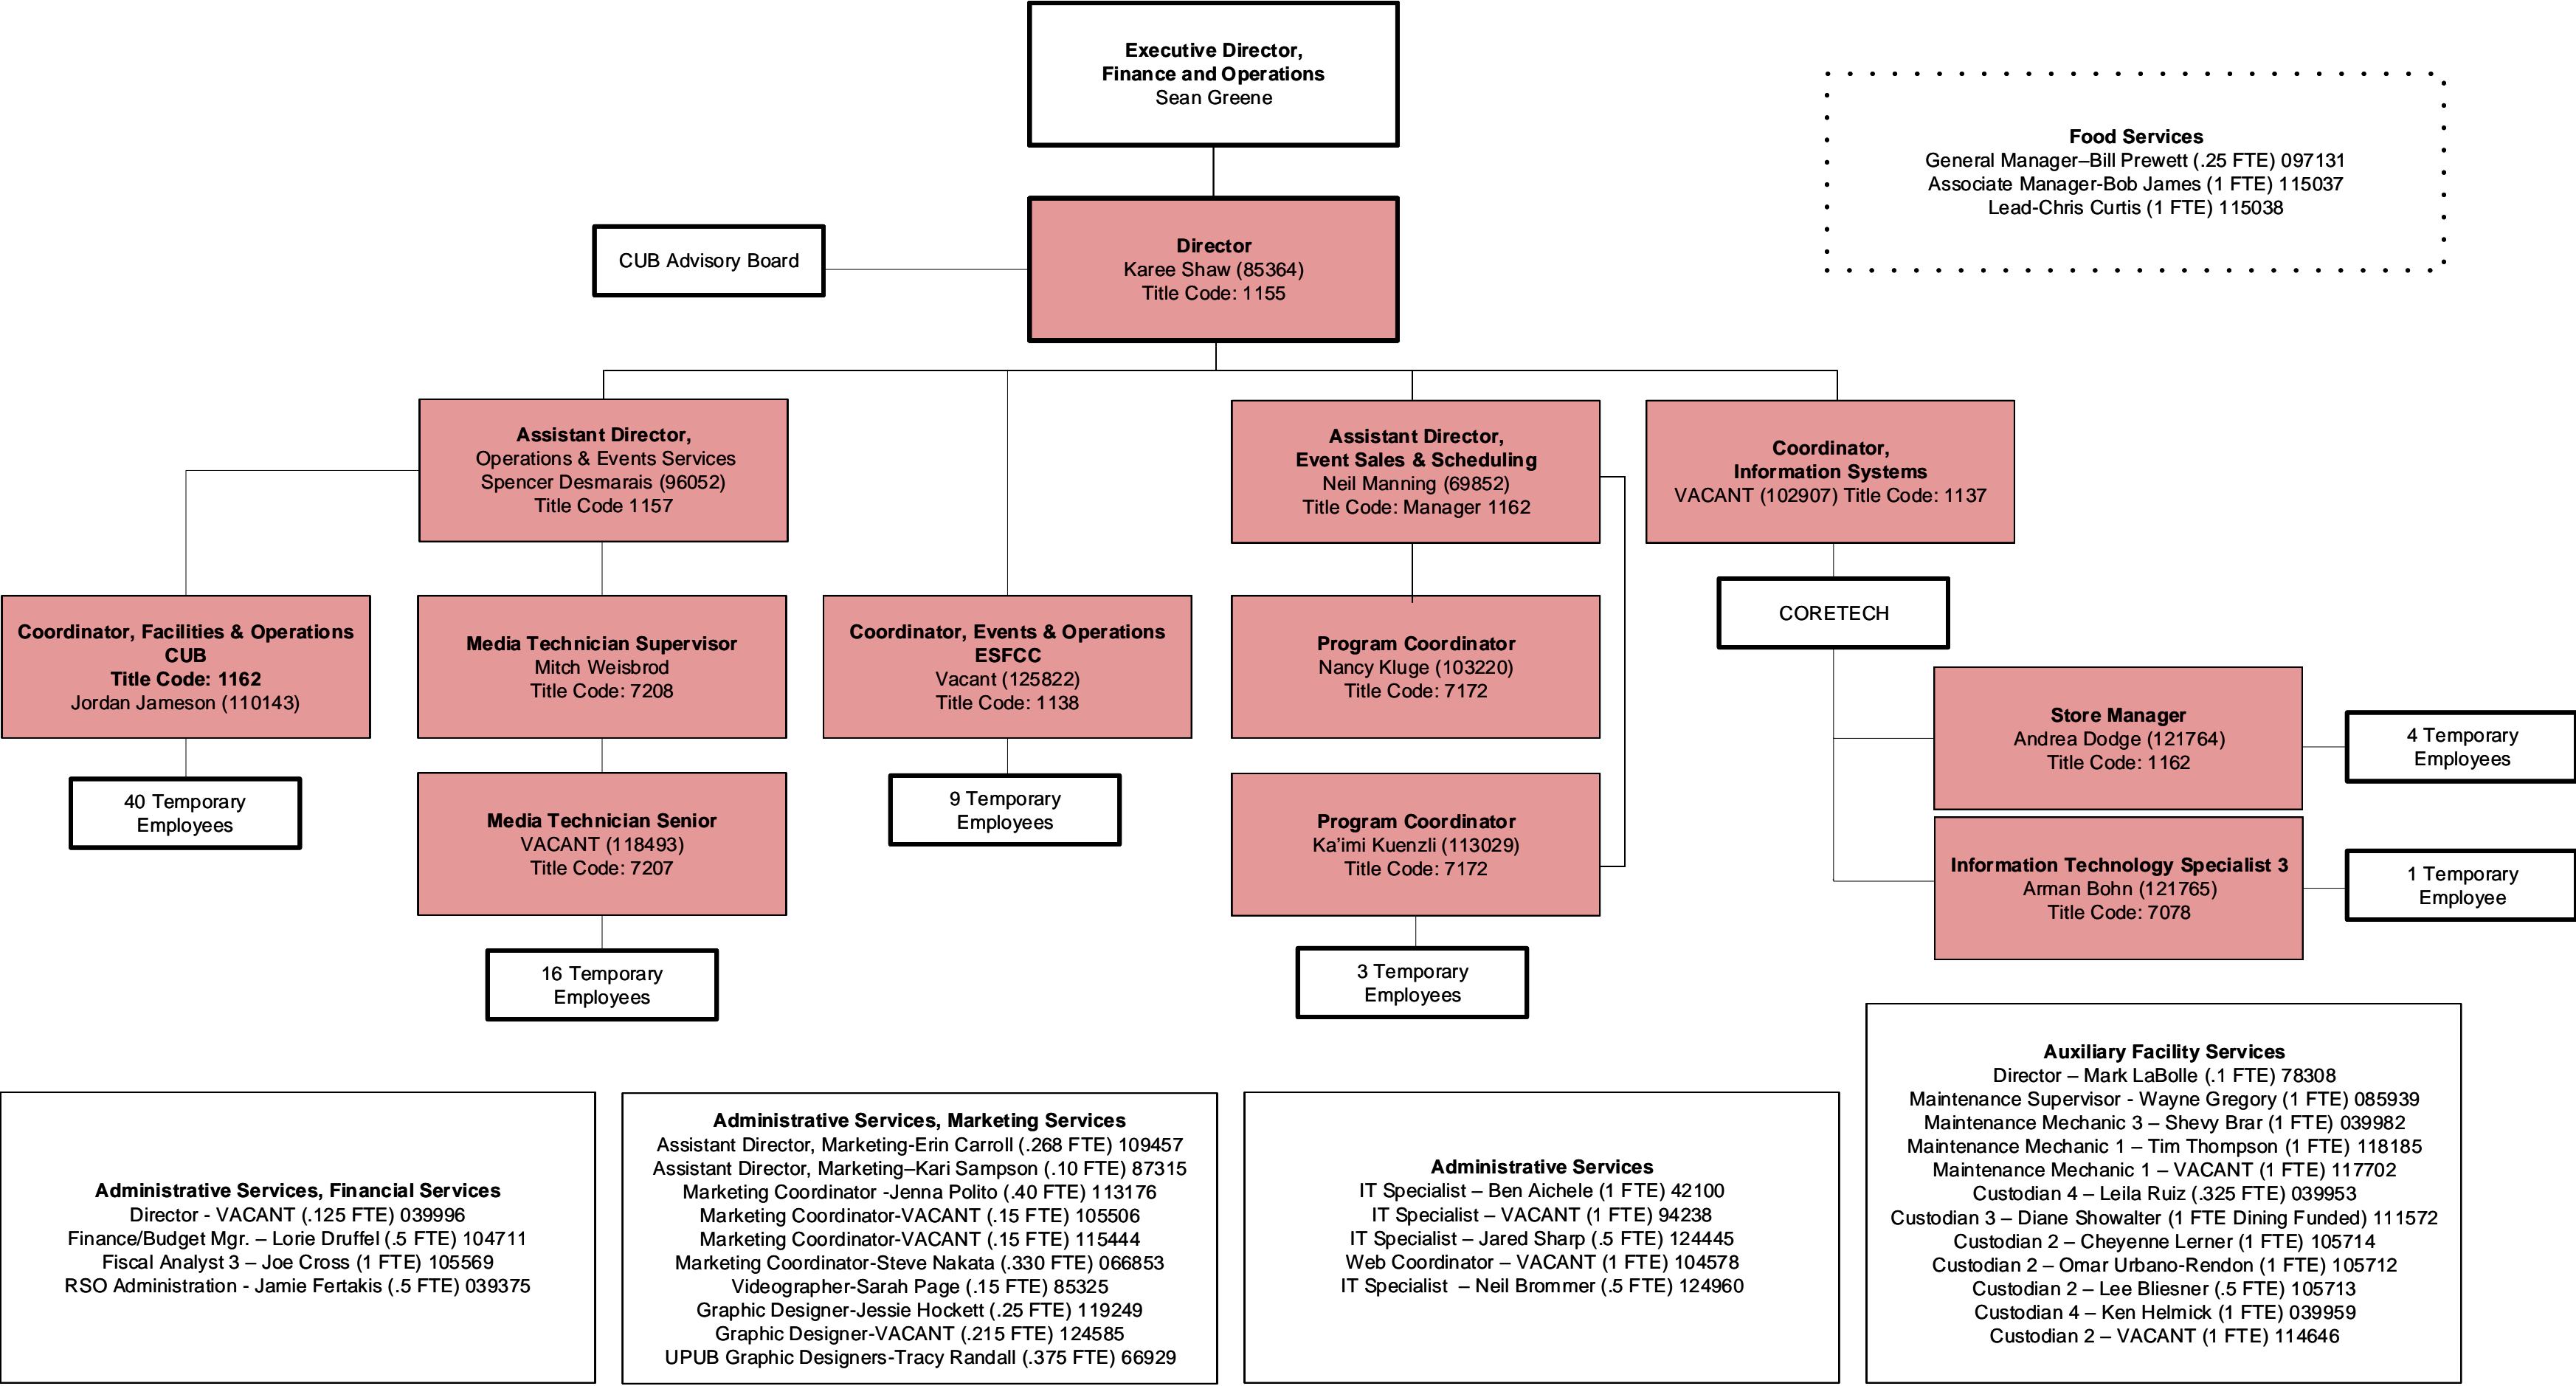 Executive Director,
Finance and Operations
Sean Greene
Food Services
General Manager–Bill Prewett (.25 FTE) 097131
Associate Manager-Bob James (1 FTE) 115037
Lead-Chris Curtis (1 FTE) 115038
CUB Advisory Board
Director
Karee Shaw (85364)
Title Code: 1155
Assistant Director,
Operations & Events Services
Spencer Desmarais (96052)
Title Code 1157
Assistant Director,
Event Sales & Scheduling
Neil Manning (69852)
Title Code: Manager 1162
Coordinator,
Information Systems
VACANT (102907) Title Code: 1137
CORETECH
Coordinator, Facilities & Operations
CUB
Title Code: 1162
Jordan Jameson (110143)
Media Technician Supervisor
Mitch Weisbrod
Title Code: 7208
Coordinator, Events & Operations
ESFCC
Vacant (125822)
Title Code: 1138
Program Coordinator
Nancy Kluge (103220)
Title Code: 7172
Store Manager
Andrea Dodge (121764)
Title Code: 1162
4 Temporary
Employees
40 Temporary
Employees
Media Technician Senior
VACANT (118493)
Title Code: 7207
9 Temporary
Employees
Program Coordinator
Ka’imi Kuenzli (113029)
Title Code: 7172
Information Technology Specialist 3
Arman Bohn (121765)
Title Code: 7078
1 Temporary
Employee
16 Temporary
Employees
3 Temporary
Employees
Administrative Services, Financial Services
Director - VACANT (.125 FTE) 039996
Finance/Budget Mgr. – Lorie Druffel (.5 FTE) 104711
Fiscal Analyst 3 – Joe Cross (1 FTE) 105569
RSO Administration - Jamie Fertakis (.5 FTE) 039375
Administrative Services, Marketing Services
Assistant Director, Marketing-Erin Carroll (.268 FTE) 109457
Assistant Director, Marketing–Kari Sampson (.10 FTE) 87315
Marketing Coordinator -Jenna Polito (.40 FTE) 113176
Marketing Coordinator-VACANT (.15 FTE) 105506
Marketing Coordinator-VACANT (.15 FTE) 115444
Marketing Coordinator-Steve Nakata (.330 FTE) 066853
Videographer-Sarah Page (.15 FTE) 85325
Graphic Designer-Jessie Hockett (.25 FTE) 119249
Graphic Designer-VACANT (.215 FTE) 124585
UPUB Graphic Designers-Tracy Randall (.375 FTE) 66929
Administrative Services
IT Specialist – Ben Aichele (1 FTE) 42100
IT Specialist – VACANT (1 FTE) 94238
IT Specialist – Jared Sharp (.5 FTE) 124445
Web Coordinator – VACANT (1 FTE) 104578
IT Specialist – Neil Brommer (.5 FTE) 124960
Auxiliary Facility Services
Director – Mark LaBolle (.1 FTE) 78308
Maintenance Supervisor - Wayne Gregory (1 FTE) 085939
Maintenance Mechanic 3 – Shevy Brar (1 FTE) 039982
Maintenance Mechanic 1 – Tim Thompson (1 FTE) 118185
Maintenance Mechanic 1 – VACANT (1 FTE) 117702
Custodian 4 – Leila Ruiz (.325 FTE) 039953
Custodian 3 – Diane Showalter (1 FTE Dining Funded) 111572
Custodian 2 – Cheyenne Lerner (1 FTE) 105714
Custodian 2 – Omar Urbano-Rendon (1 FTE) 105712
Custodian 2 – Lee Bliesner (.5 FTE) 105713
Custodian 4 – Ken Helmick (1 FTE) 039959
Custodian 2 – VACANT (1 FTE) 114646